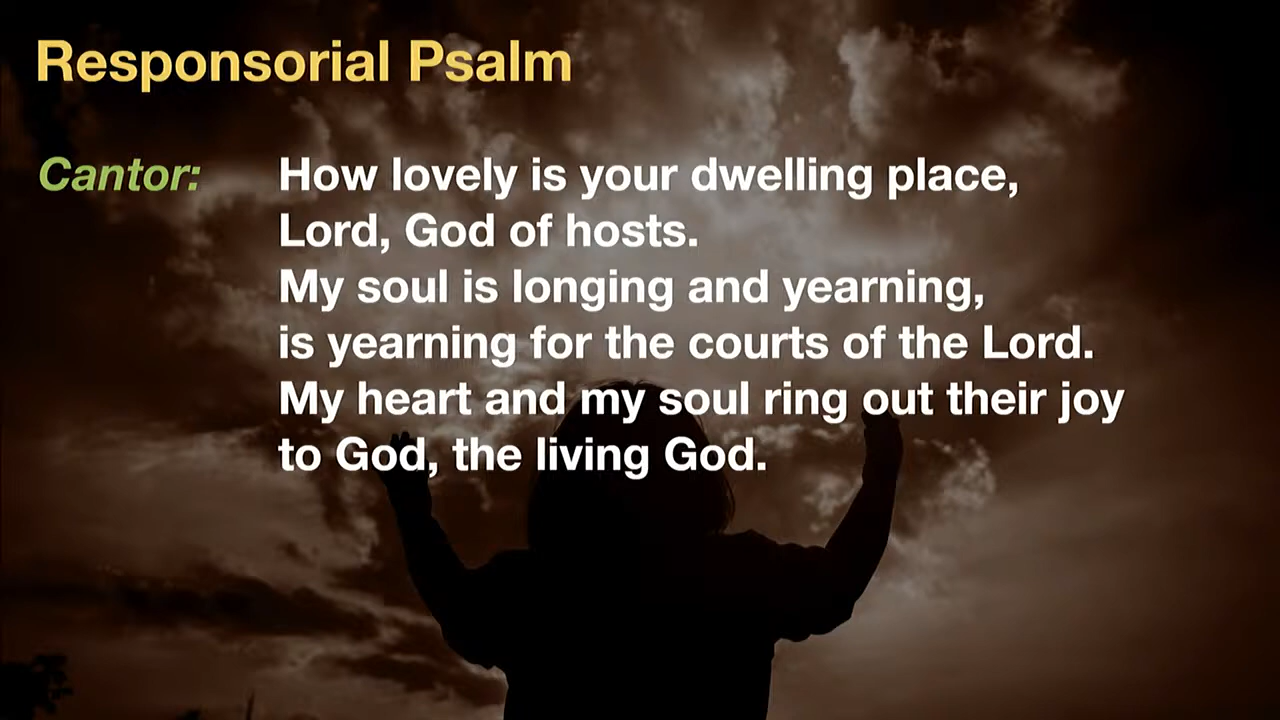 Responsorial Psalm
Cantor: How lovely is your dwelling place,
Lord, God of hosts.
My soul is longing and yearning,
is yearning for the courts of the Lord.
My heart and my soul ring out their joy
to God, the living God.